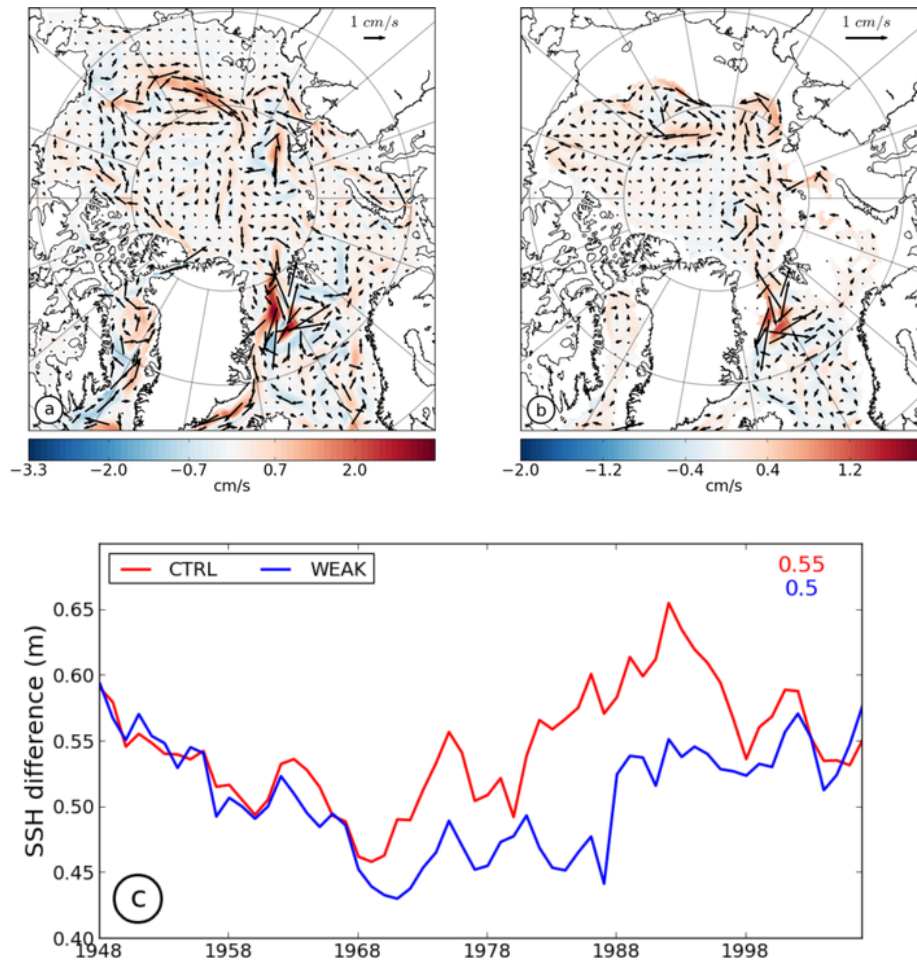 1 cm/s
1 cm/s
a
b
−3.3 −2.0 −0.7 0.7 2.0
cm/s
−2.0 −1.2 −0.4 0.4 1.2
cm/s
CTRL WEAK
0.55
0.5
SSH difference (m)
0.65
0.60
0.55
0.50
0.45
0.40
c
1948 1958 1968 1978 1988 1998